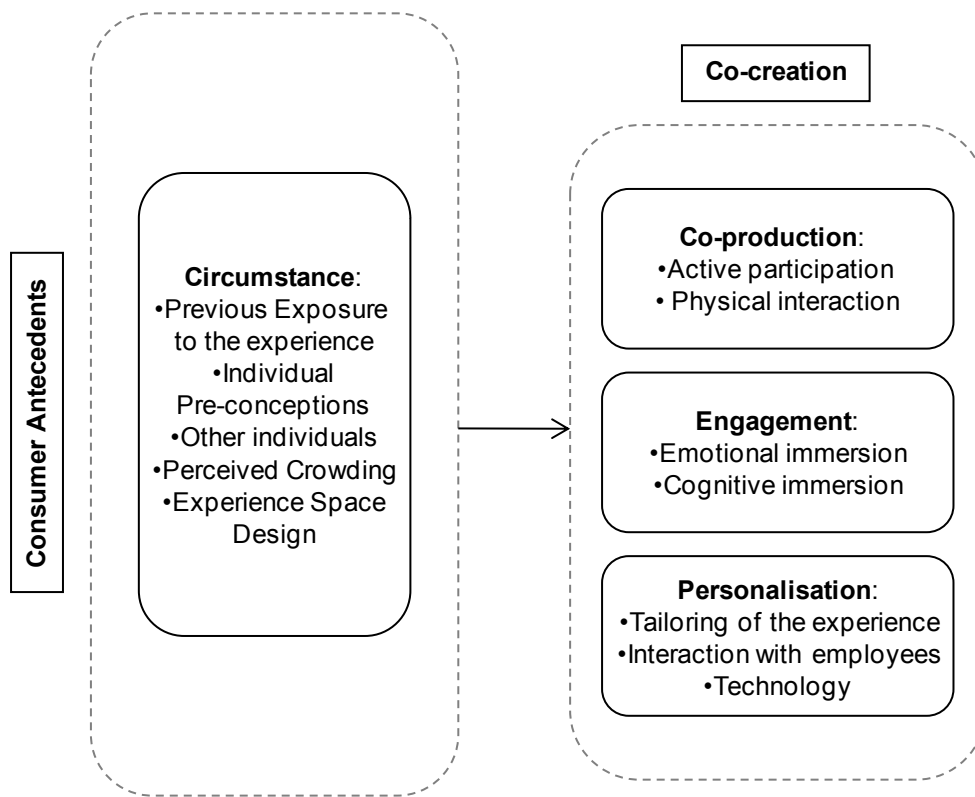 Consumer Antecedents
Circumstance:
•Previous Exposure
to the experience
•Individual
Pre-conceptions
•Other individuals
•Perceived Crowding
•Experience Space
Design
Co-creation
Co-production:
•Active participation
• Physical interaction
Engagement:
•Emotional immersion
•Cognitive immersion
Personalisation:
•Tailoring of the experience
•Interaction with employees
•Technology